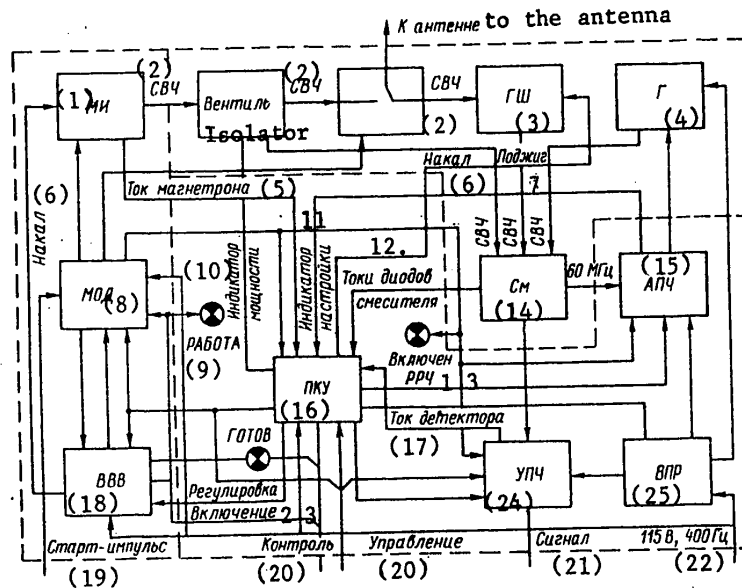 К антенне to the antenna
(2) (2)
СВЧ СВЧ СВЧ
(1) МИ
Вентиль
Isolator
(2)
ГШ
(3)
Г
(4)
Накал
(6)
Поджиг
7
Ток магнетрона (5)
Накал (6)
11
12.
СВЧ СВЧ СВЧ
(10)
Индикатор мощности
Индикатор настройки
Токи диодов смесителя
60 МГц
(15)
АПЧ
См
(14)
МОД
(8)
РАБОТА
(9)
Включен
РРЧ 1 3
ПКУ
(16)
Ток детектора
(17)
ГОТОВ
ВВВ
(18)
Регулировка
Включение 2 3
УПЧ
(24)
ВПР
(25)
Старт-импульс Контроль Управление Сигнал 115 В, 400 Гц
(19) (20) (20) (21) (22)